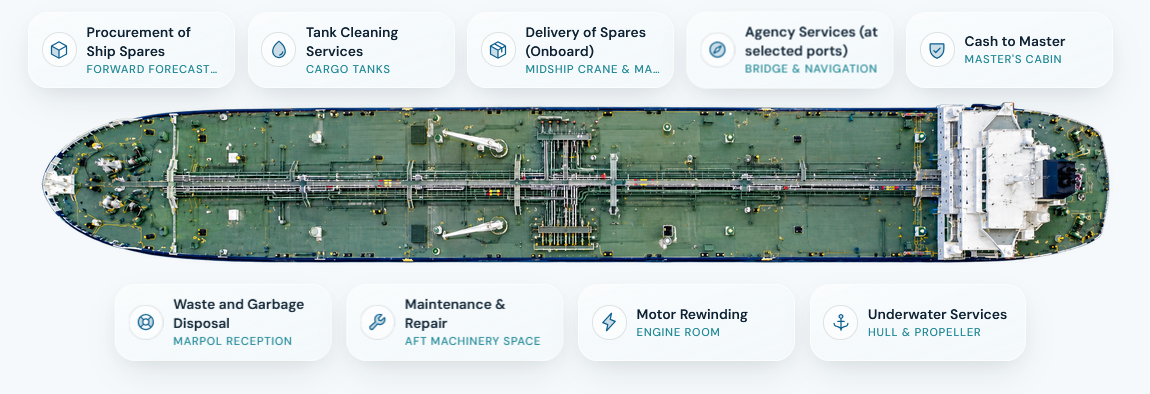 Procurement of
Ship Spares
FORWARD FORECAST...
Tank Cleaning
Services
CARGO TANKS
Delivery of Spares
(Onboard)
MIDSHIP CRANE & MA...
Agency Services (at
selected ports)
BRIDGE & NAVIGATION
Cash to Master
MASTER'S CABIN
Waste and Garbage
Disposal
MARPOL RECEPTION
Maintenance &
Repair
AFT MACHINERY SPACE
Motor Rewinding
ENGINE ROOM
Underwater Services
HULL & PROPELLER